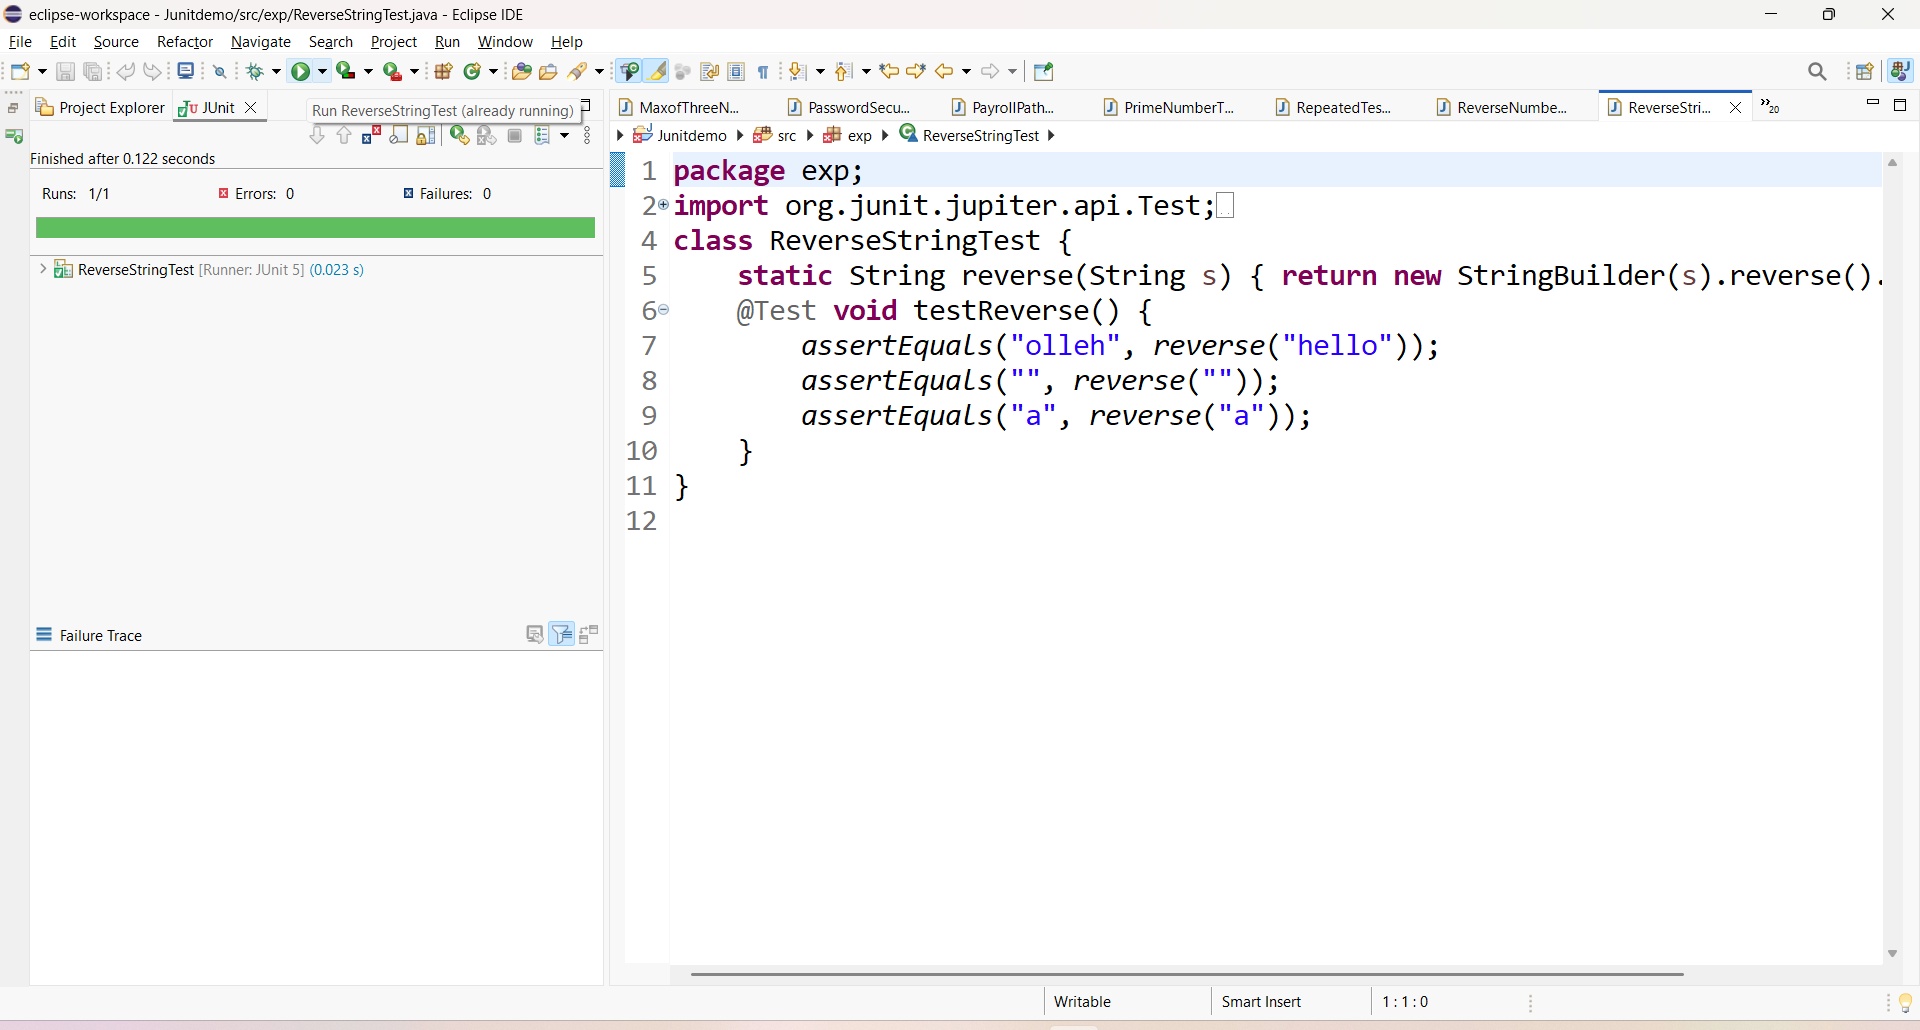 eclipse-workspace - Junitdemo/src/exp/ReverseStringTest.java - Eclipse IDE
File Edit Source Refactor Navigate Search Project Run Window Help
Project Explorer JUnit
Run ReverseStringTest (already running)
Finished after 0.122 seconds
Runs: 1/1 Errors: 0 Failures: 0
ReverseStringTest [Runner: JUnit 5] (0.023 s)
Failure Trace
MaxofThreeN... PasswordSecu... PayrollPath... PrimeNumberT... RepeatedTes... ReverseNumbe... ReverseStri... »20
Junitdemo src exp ReverseStringTest
1 package exp;
2 import org.junit.jupiter.api.Test;
4 class ReverseStringTest {
5 static String reverse(String s) { return new StringBuilder(s).reverse().
6 @Test void testReverse() {
7 assertEquals("olleh", reverse("hello"));
8 assertEquals("", reverse(""));
9 assertEquals("a", reverse("a"));
10 }
11 }
12
Writable Smart Insert 1 : 1 : 0